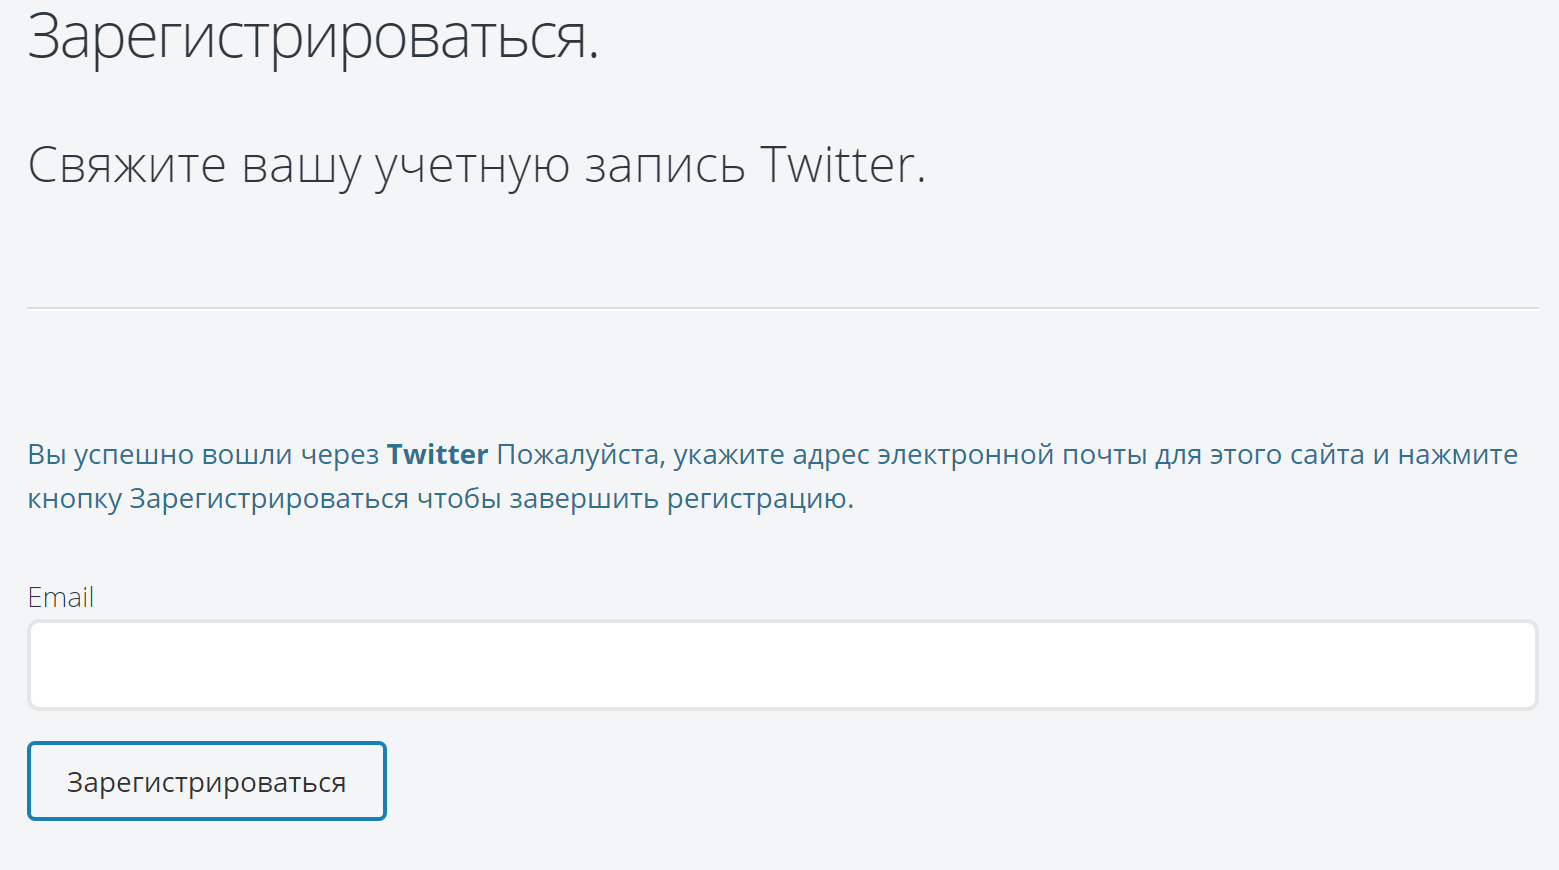 Зарегистрироваться.
Свяжите вашу учетную запись Twitter.
Вы успешно вошли через Twitter Пожалуйста, укажите адрес электронной почты для этого сайта и нажмите
кнопку Зарегистрироваться чтобы завершить регистрацию.
Email
Зарегистрироваться